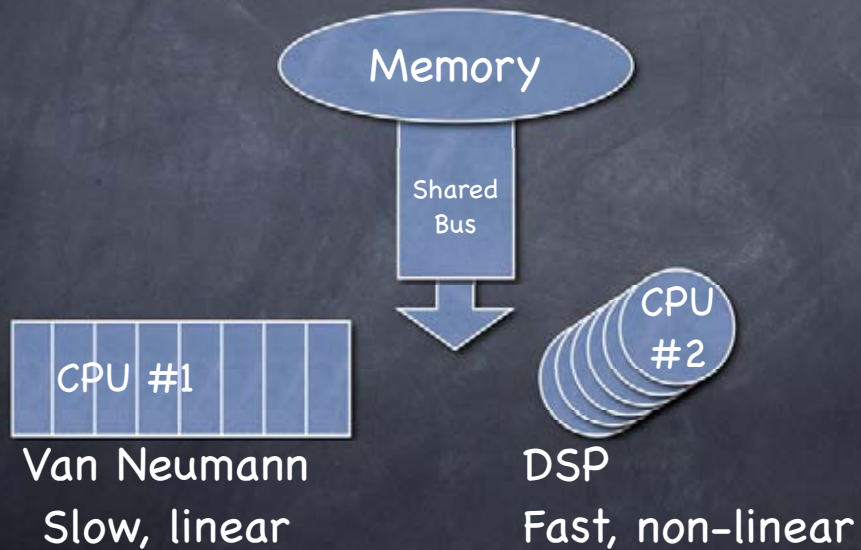 Memory
Shared
Bus
CPU #1
CPU
#2
Van Neumann
Slow, linear
DSP
Fast, non-linear